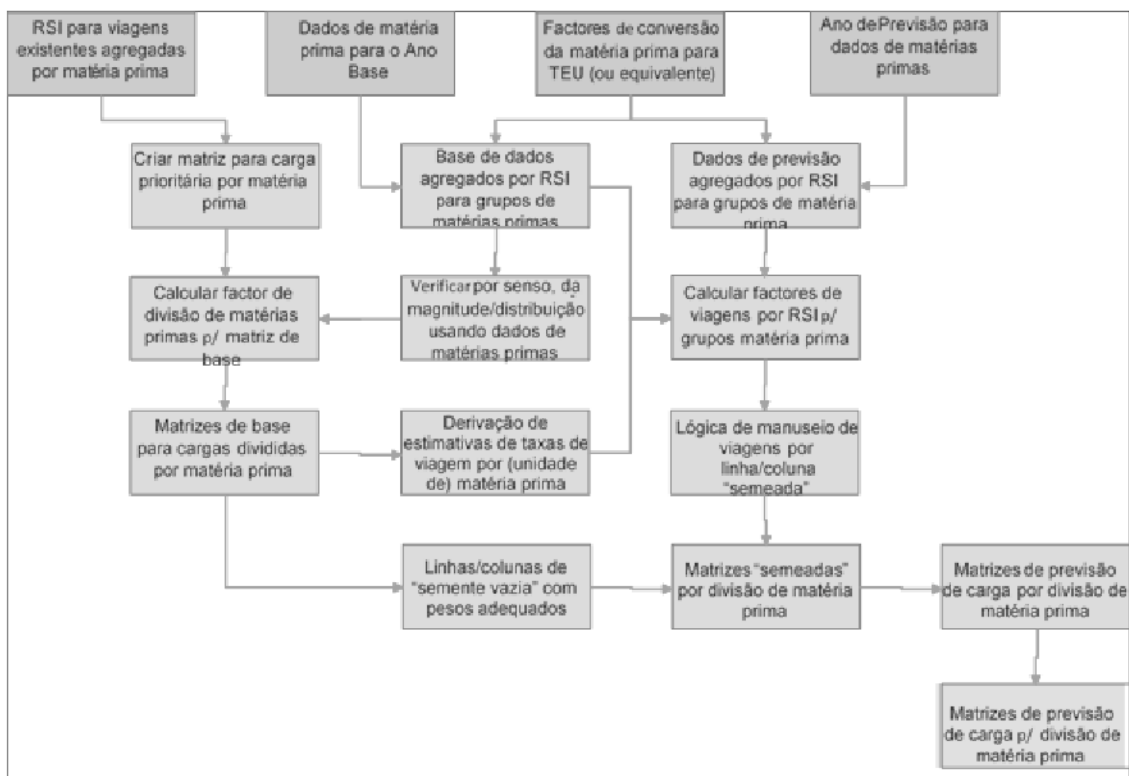 RSI para viagens
existentes agregadas
por matéria prima
Dados de matéria
prima para o Ano
Base
Factores de conversão
da matéria prima para
TEU (ou equivalente)
Ano dePrevisão para
dados de matérias
primas
Criar matriz para carga
prioritária por matéria
prima
Base de dados
agregados por RSI
para grupos de
matérias primas
Dados de previsão
agregados por RSI
para grupos de matéria
prima
Calcular factor de
divisão de matérias
primas p/ matriz de
base
Verificar por senso, da
magnitude/distribuição
usando dados de
matérias primas
Calcular factores de
viagens por RSI p/
grupos matéria prima
Matrizes de base
para cargas divididas
por matéria prima
Derivação de
estimativas de taxas de
viagem por (unidade
de) matéria prima
Lógica de manuseio de
viagens por
linha/coluna
“semeada”
Linhas/colunas de
“semente vazia” com
pesos adequados
Matrizes “semeadas”
por divisão de matéria
prima
Matrizes de previsão
de carga por divisão de
matéria prima
Matrizes de previsão
de carga p/ divisão de
matéria prima